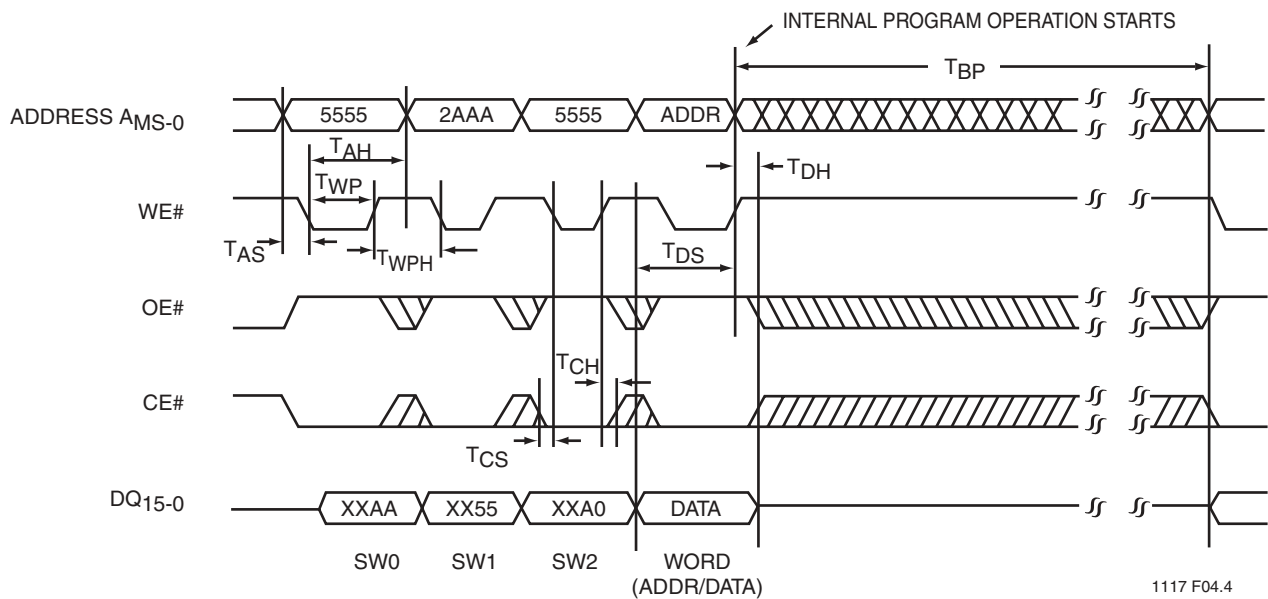 INTERNAL PROGRAM OPERATION STARTS
TBP
ADDRESS AMS-0
5555
2AAA
5555
ADDR
TAH
TDH
TWP
WE#
TAS
TWPH
TDS
OE#
TCH
CE#
TCS
DQ15-0
XXAA
XX55
XXA0
DATA
SW0
SW1
SW2
WORD
(ADDR/DATA)
1117 F04.4